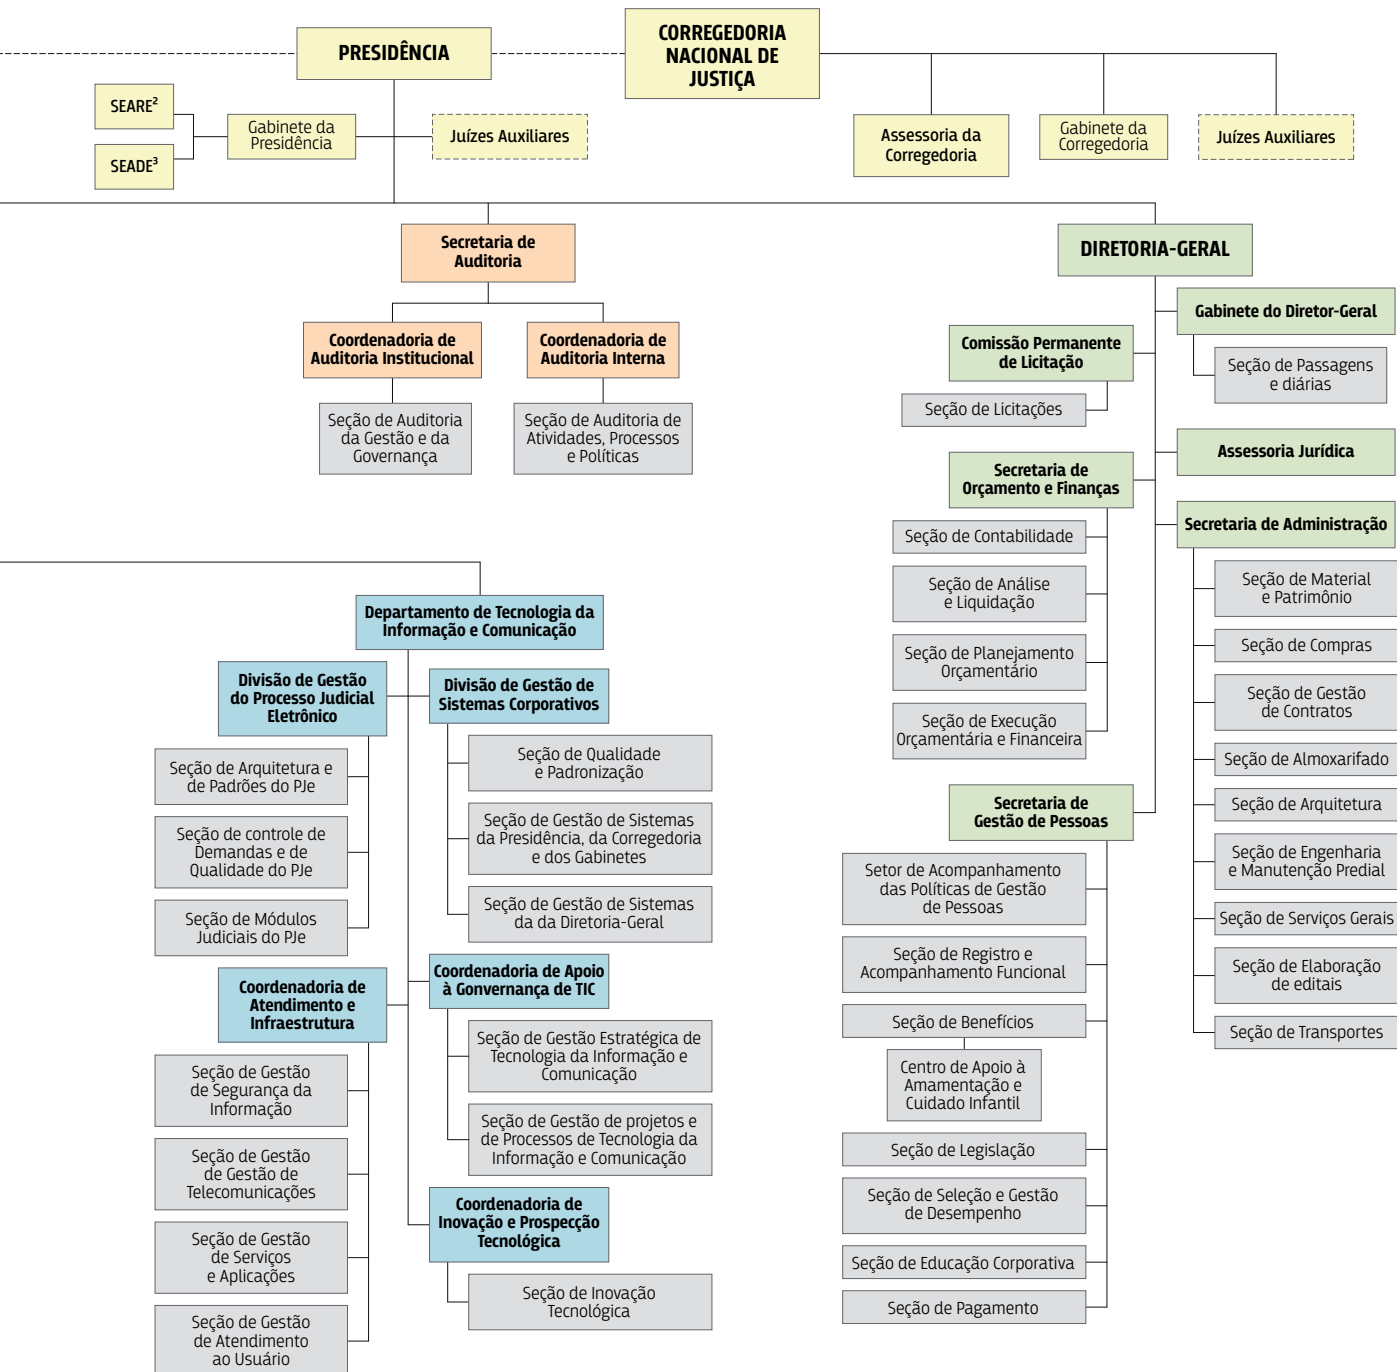 PRESIDÊNCIA
CORREGEDORIA
NACIONAL DE
JUSTIÇA
SEARE²
SEADE³
Gabinete da
Presidência
Juízes Auxiliares
Assessoria da
Corregedoria
Gabinete da
Corregedoria
Juízes Auxiliares
Secretaria de
Auditoria
Coordenadoria de
Auditoria Institucional
Seção de Auditoria
da Gestão e da
Governança
Coordenadoria de
Auditoria Interna
Seção de Auditoria de
Atividades, Processos
e Políticas
DIRETORIA-GERAL
Gabinete do Diretor-Geral
Seção de Passagens
e diárias
Comissão Permanente
de Licitação
Seção de Licitações
Assessoria Jurídica
Secretaria de
Orçamento e Finanças
Seção de Contabilidade
Seção de Análise
e Liquidação
Seção de Planejamento
Orçamentário
Seção de Execução
Orçamentária e Financeira
Secretaria de Administração
Seção de Material
e Patrimônio
Seção de Compras
Seção de Gestão
de Contratos
Seção de Almoxarifado
Seção de Arquitetura
Seção de Engenharia
e Manutenção Predial
Seção de Serviços Gerais
Seção de Elaboração
de editais
Seção de Transportes
Secretaria de
Gestão de Pessoas
Setor de Acompanhamento
das Políticas de Gestão
de Pessoas
Seção de Registro e
Acompanhamento Funcional
Seção de Benefícios
Centro de Apoio à
Amamentação e
Cuidado Infantil
Seção de Legislação
Seção de Seleção e Gestão
de Desempenho
Seção de Educação Corporativa
Seção de Pagamento
Departamento de Tecnologia da
Informação e Comunicação
Divisão de Gestão
do Processo Judicial
Eletrônico
Seção de Arquitetura e
de Padrões do PJe
Seção de controle de
Demandas e de
Qualidade do PJe
Seção de Módulos
Judiciais do PJe
Divisão de Gestão de
Sistemas Corporativos
Seção de Qualidade
e Padronização
Seção de Gestão de Sistemas
da Presidência, da Corregedoria
e dos Gabinetes
Seção de Gestão de Sistemas
da da Diretoria-Geral
Coordenadoria de
Atendimento e
Infraestrutura
Seção de Gestão
de Segurança da
Informação
Seção de Gestão
de Gestão de
Telecomunicações
Seção de Gestão
de Serviços
e Aplicações
Seção de Gestão
de Atendimento
ao Usuário
Coordenadoria de Apoio
à Gonvernança de TIC
Seção de Gestão Estratégica de
Tecnologia da Informação e
Comunicação
Seção de Gestão de projetos e
de Processos de Tecnologia da
Informação e Comunicação
Coordenadoria de
Inovação e Prospecção
Tecnológica
Seção de Inovação
Tecnológica